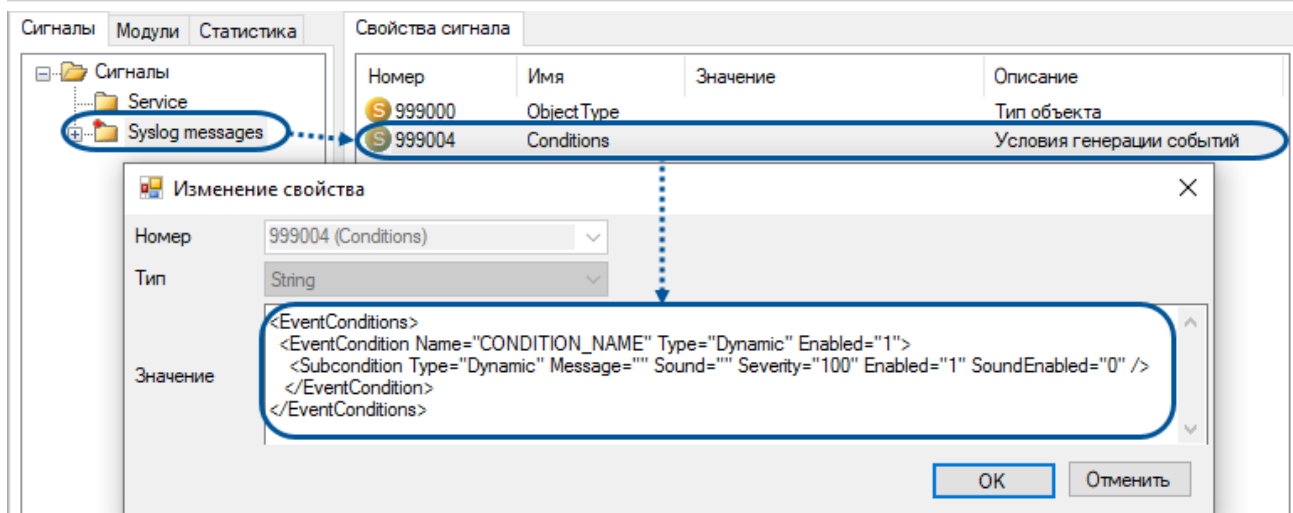 Сигналы Модули Статистика Свойства сигнала
Сигналы
Service
Syslog messages
Номер Имя Значение Описание
S 999000 ObjectType Тип объекта
S 999004 Conditions Условия генерации событий
Изменение свойства
Номер 999004 (Conditions)
Тип String
Значение
<EventConditions>
<EventCondition Name="CONDITION_NAME" Type="Dynamic" Enabled="1">
<Subcondition Type="Dynamic" Message="" Sound="" Severity="100" Enabled="1" SoundEnabled="0" />
</EventCondition>
</EventConditions>
OK Отменить